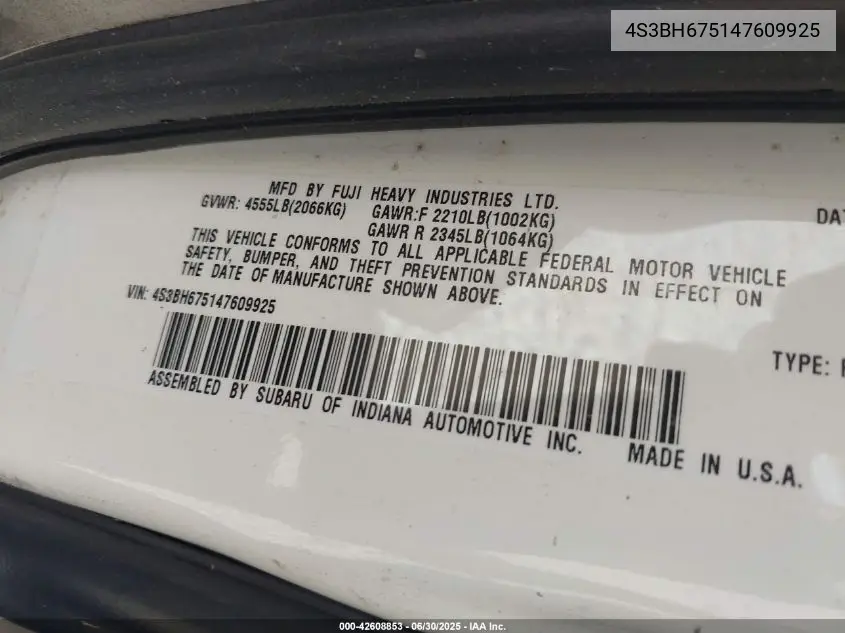 4S3BH675147609925
MFD BY FUJI HEAVY INDUSTRIES LTD.
GVWR: 4555LB(2066KG) GAWR:F 2210LB(1002KG)
GAWR R 2345LB(1064KG)
THIS VEHICLE CONFORMS TO ALL APPLICABLE FEDERAL MOTOR VEHICLE
SAFETY, BUMPER, AND THEFT PREVENTION STANDARDS IN EFFECT ON
THE DATE OF MANUFACTURE SHOWN ABOVE.
VIN: 4S3BH675147609925
TYPE:
ASSEMBLED BY SUBARU OF INDIANA AUTOMOTIVE INC.
MADE IN U.S.A.
000-42608853 - 06/30/2025 - IAA Inc.